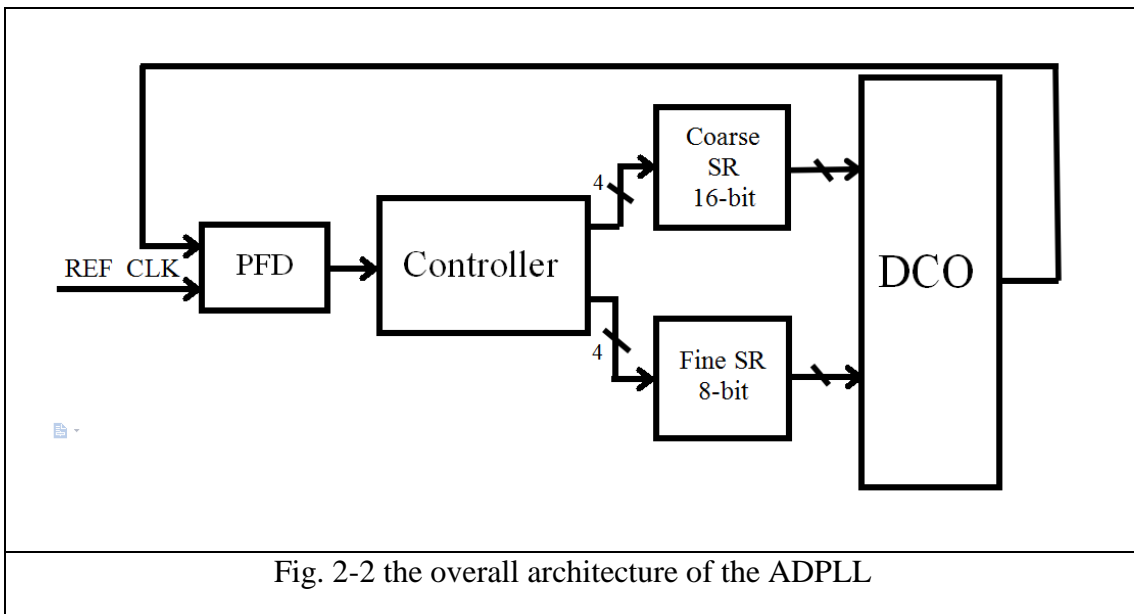 Coarse
SR
16-bit
4
REF CLK
PFD
Controller
DCO
4
Fine SR
8-bit
Fig. 2-2 the overall architecture of the ADPLL